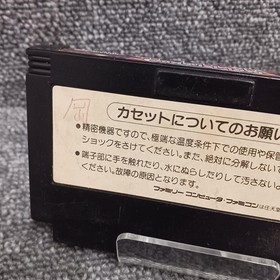 カセットについてのお願い
●精密機器ですので、極端な温度条件下での使用や保管
ショックをさけてください。また、絶対に分解しないで
●端子部に手を触れたり、水にぬらしたりして汚さない
ください。故障の原因となります。
ファミリーコンピュータ・ファミコンは任天堂